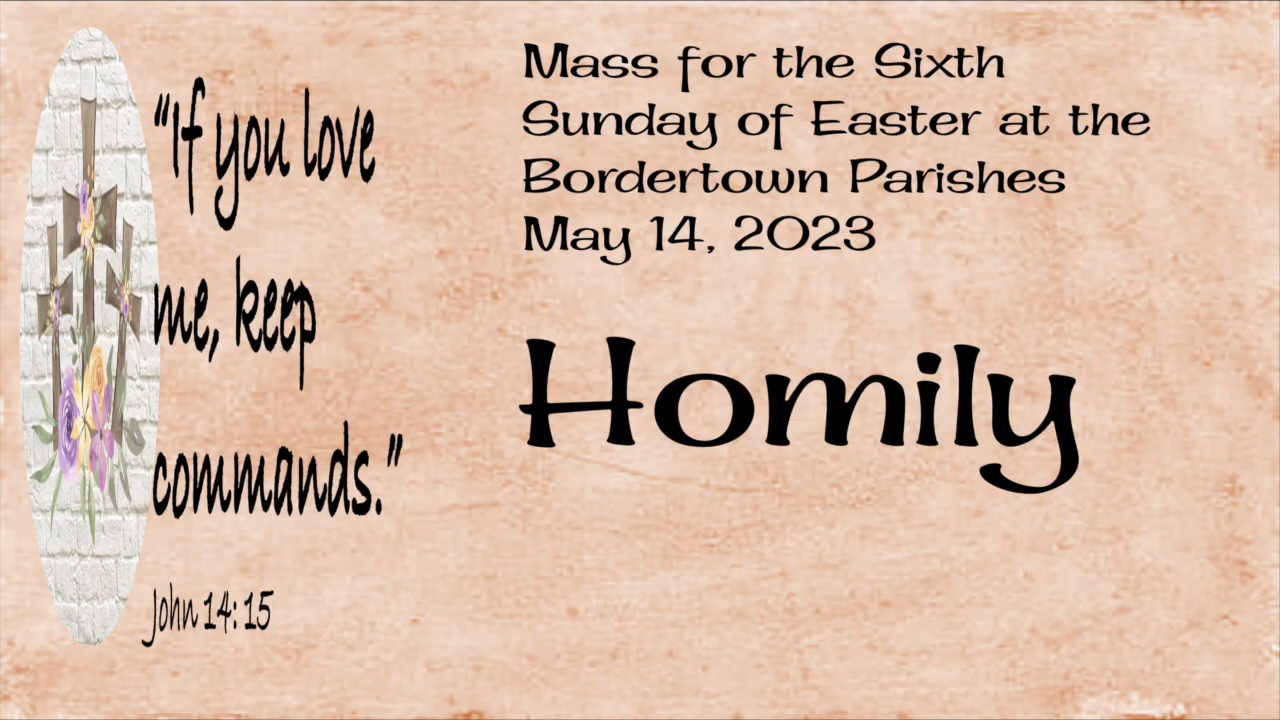 “If you love
me, keep
commands.”
John 14:15
Mass for the Sixth
Sunday of Easter at the
Bordertown Parishes
May 14, 2023
Homily